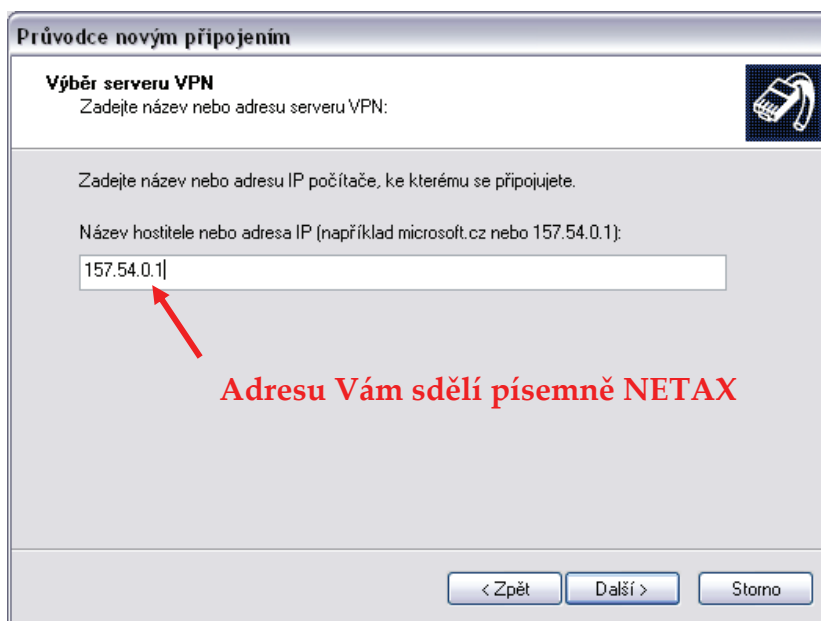 Průvodce novým připojením
Výběr serveru VPN
Zadejte název nebo adresu serveru VPN:
Zadejte název nebo adresu IP počítače, ke kterému se připojujete.
Název hostitele nebo adresa IP (například microsoft.cz nebo 157.54.0.1):
157.54.0.1
Adresu Vám sdělí písemně NETAX
< Zpět Další > Storno